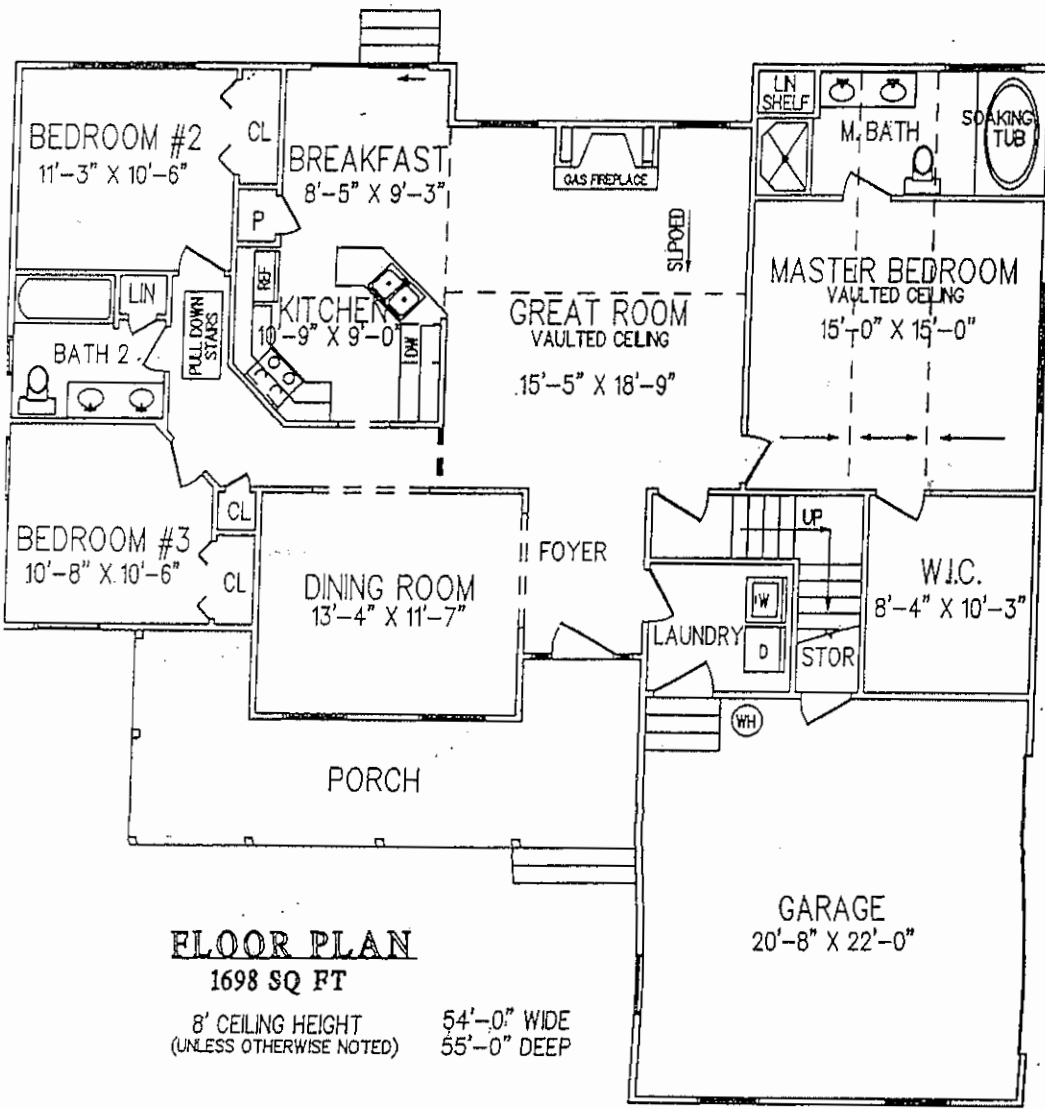 BEDROOM #2
11'-3" X 10'-6"
CL
BREAKFAST
8'-5" X 9'-3"
P
GAS FIREPLACE
SLPOED
LIN
SHELF
M. BATH
SOAKING
TUB
MASTER BEDROOM
VAULTED CEILING
15'-0" X 15'-0"
REF
KITCHEN
10'-9" X 9'-0"
DW
GREAT ROOM
VAULTED CELING
15'-5" X 18'-9"
LIN
PULL DOWN
STAIRS
BATH 2
BEDROOM #3
10'-8" X 10'-6"
CL
CL
DINING ROOM
13'-4" X 11'-7"
FOYER
UP
W.I.C.
8'-4" X 10'-3"
LAUNDRY
W
D
STOR
WH
PORCH
GARAGE
20'-8" X 22'-0"
FLOOR PLAN
1698 SQ FT
8' CEILING HEIGHT
(UNLESS OTHERWISE NOTED)
54'-0" WIDE
55'-0" DEEP